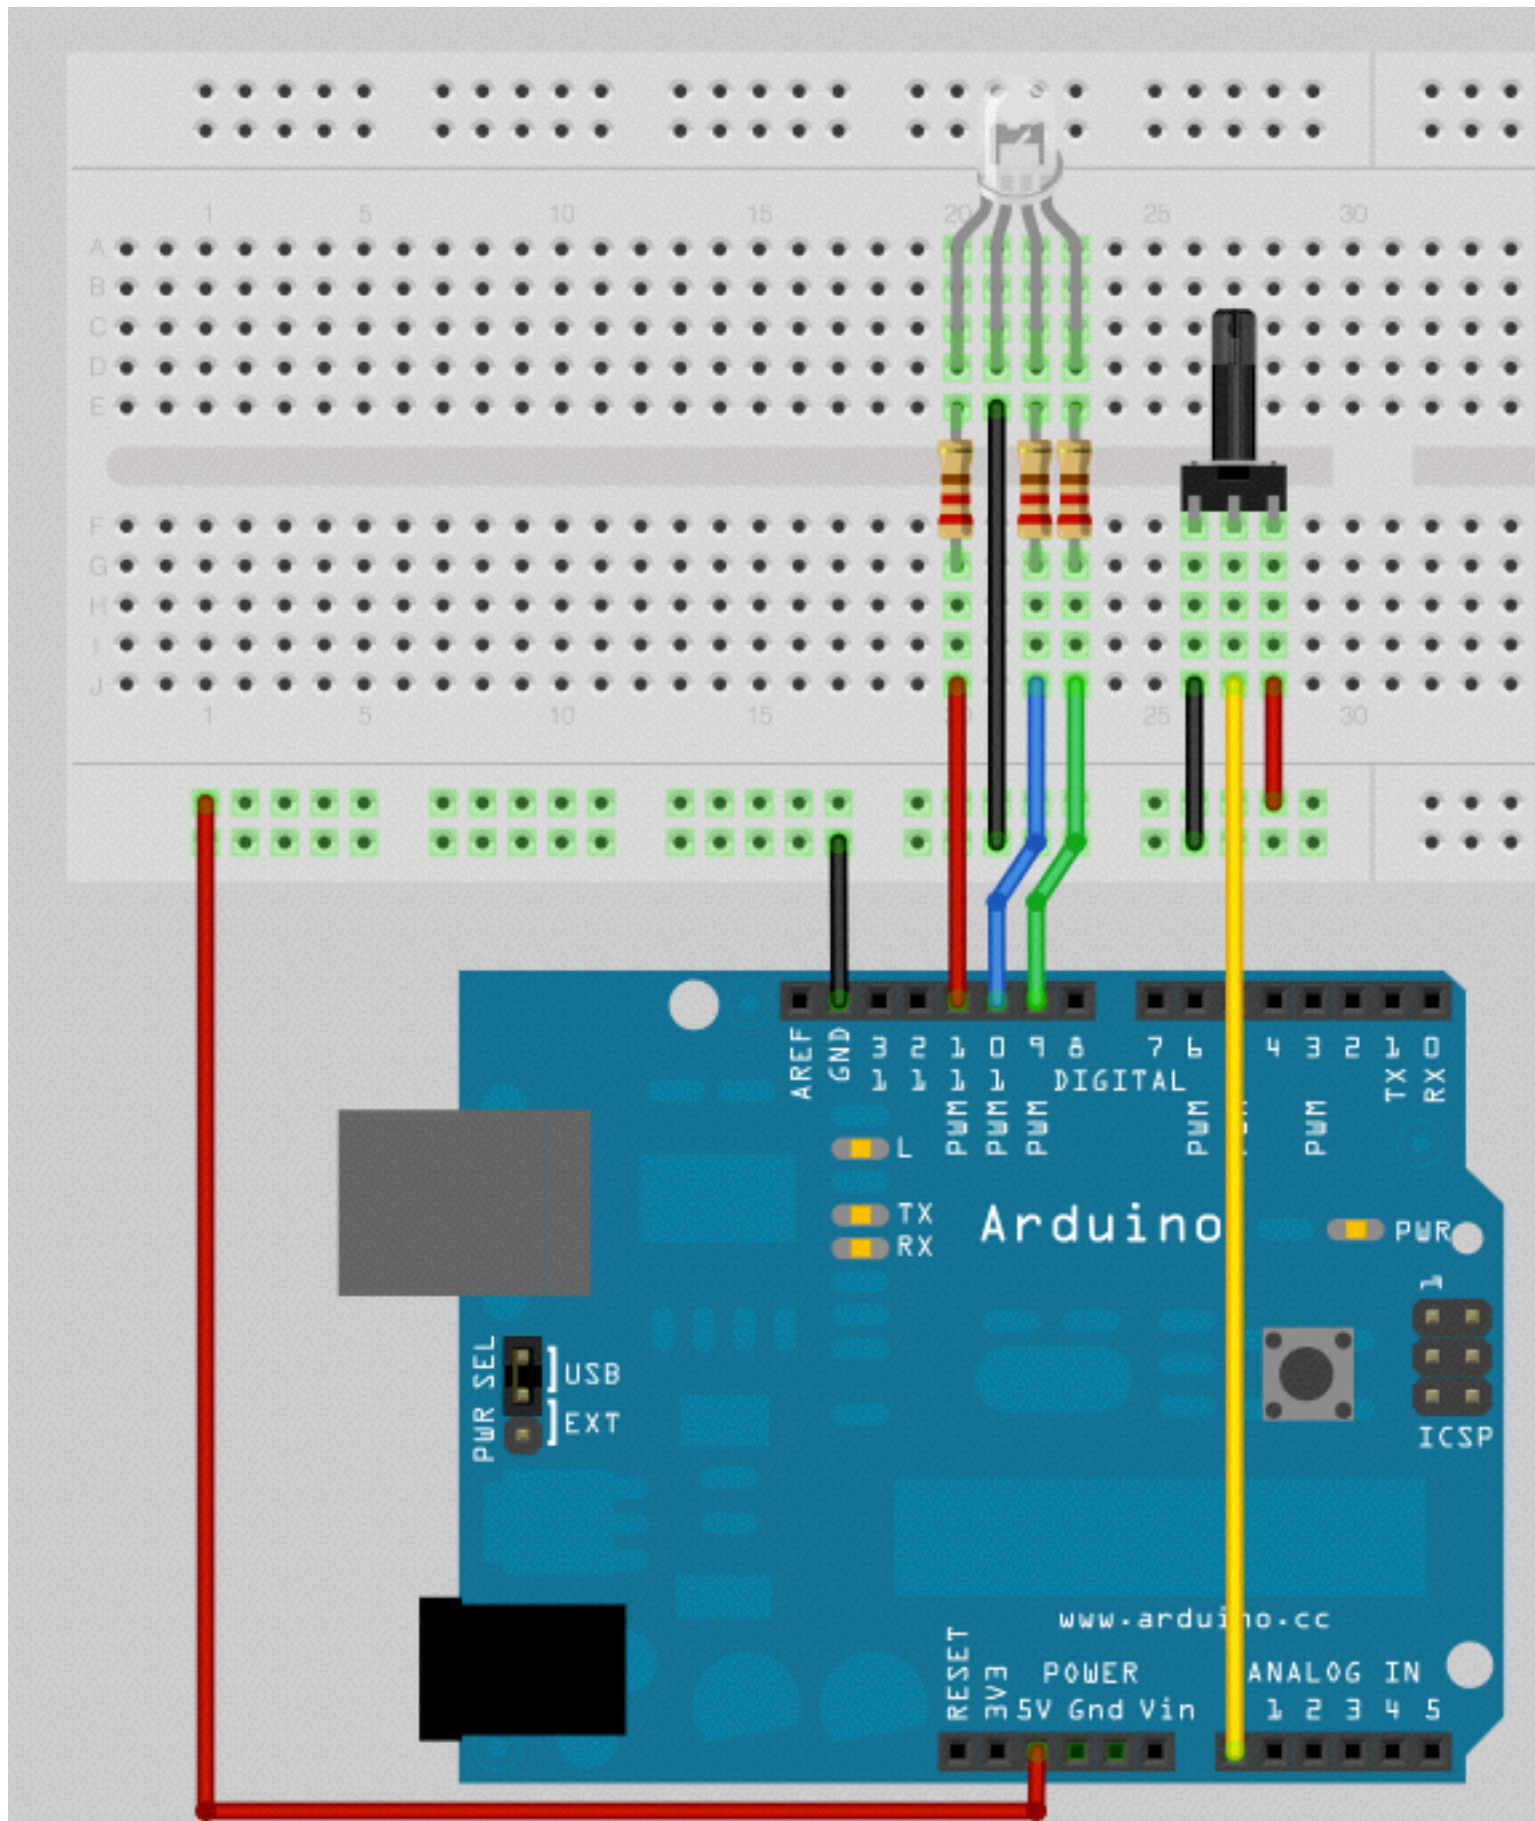 1 5 10 15 20 25 30
A
B
C
D
E
F
G
H
I
J
1 5 10 15 20 25 30
AREF GND 13 12 11 10 9 8 7 6 4 3 2 1 0
PWM PWM PWM DIGITAL PWM PWM TX RX
L
TX
RX
Arduino
PWR
1
ICSP
PWR SEL
USB
EXT
www.arduino.cc
RESET 3V3 POWER ANALOG IN
5V Gnd Vin 1 2 3 4 5